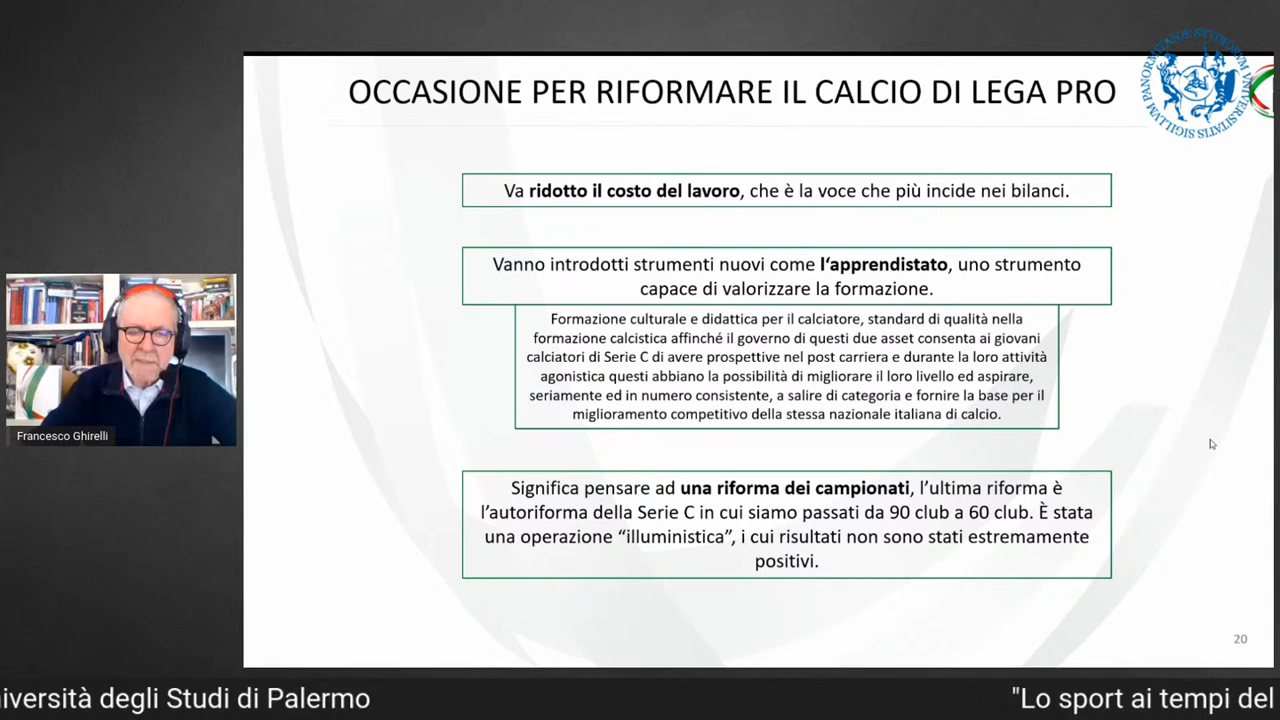 OCCASIONE PER RIFORMARE IL CALCIO DI LEGA PRO
Va ridotto il costo del lavoro, che è la voce che più incide nei bilanci.
Vanno introdotti strumenti nuovi come l‘apprendistato, uno strumento
capace di valorizzare la formazione.
Formazione culturale e didattica per il calciatore, standard di qualità nella
formazione calcistica affinché il governo di questi due asset consenta ai giovani
calciatori di Serie C di avere prospettive nel post carriera e durante la loro attività
agonistica questi abbiano la possibilità di migliorare il loro livello ed aspirare,
seriamente ed in numero consistente, a salire di categoria e fornire la base per il
miglioramento competitivo della stessa nazionale italiana di calcio.
Significa pensare ad una riforma dei campionati, l’ultima riforma è
l’autoriforma della Serie C in cui siamo passati da 90 club a 60 club. È stata
una operazione “illuministica”, i cui risultati non sono stati estremamente
positivi.
20
Francesco Ghirelli
iversità degli Studi di Palermo
"Lo sport ai tempi del